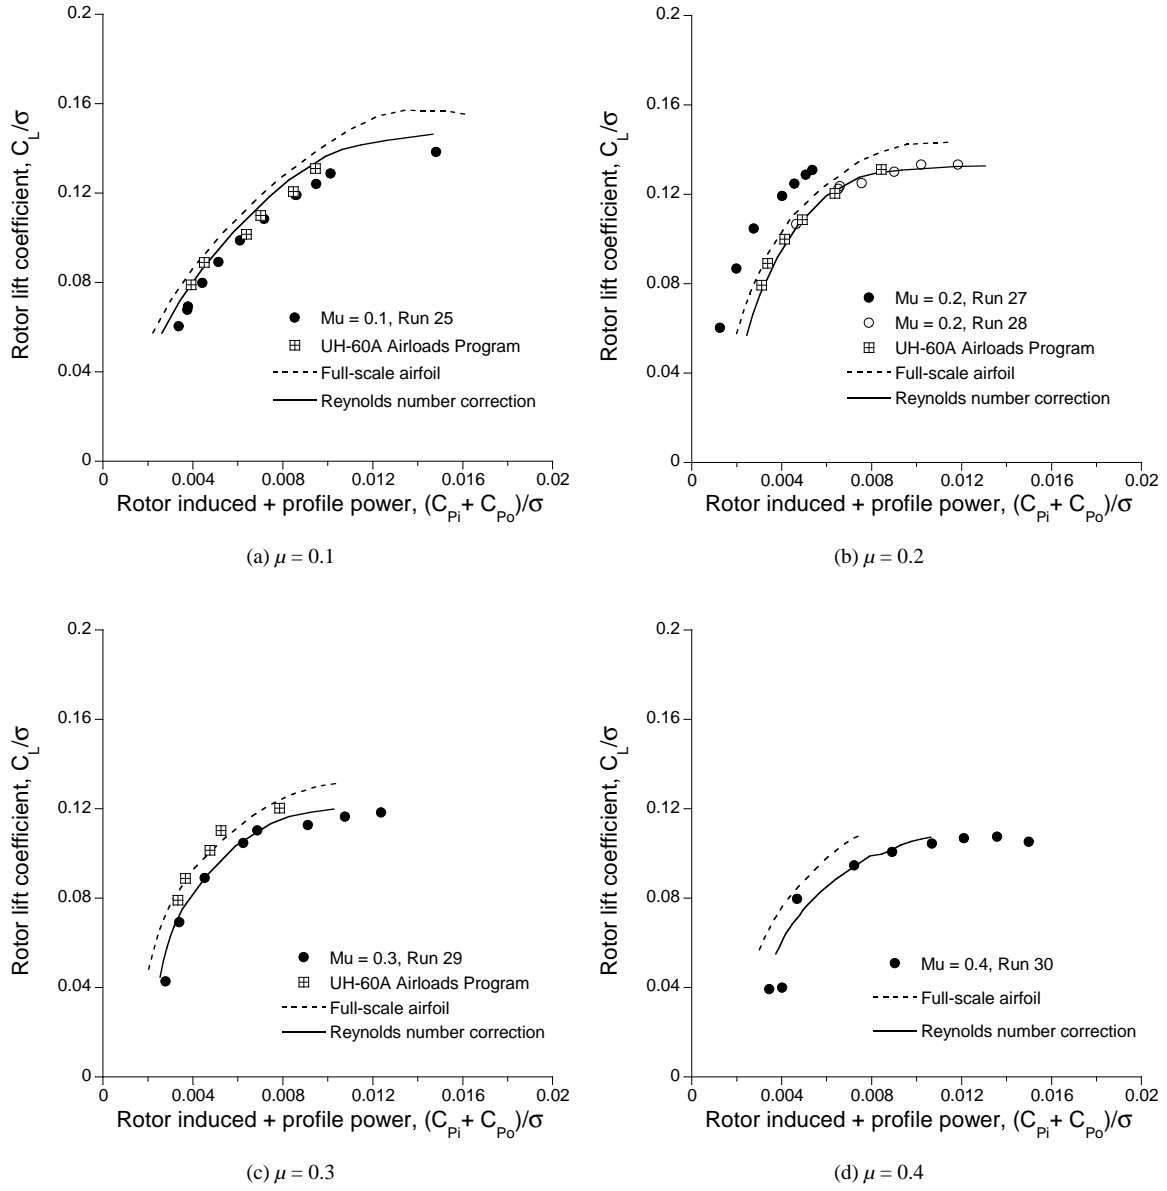 0.2
0.16
0.12
0.08
0.04
0
Rotor lift coefficient, C_L/σ
Mu = 0.1, Run 25
UH-60A Airloads Program
Full-scale airfoil
Reynolds number correction
0 0.004 0.008 0.012 0.016 0.02
Rotor induced + profile power, (C_Pi + C_Po)/σ
(a) μ = 0.1
0.2
0.16
0.12
0.08
0.04
0
Rotor lift coefficient, C_L/σ
Mu = 0.2, Run 27
Mu = 0.2, Run 28
UH-60A Airloads Program
Full-scale airfoil
Reynolds number correction
0 0.004 0.008 0.012 0.016 0.02
Rotor induced + profile power, (C_Pi + C_Po)/σ
(b) μ = 0.2
0.2
0.16
0.12
0.08
0.04
0
Rotor lift coefficient, C_L/σ
Mu = 0.3, Run 29
UH-60A Airloads Program
Full-scale airfoil
Reynolds number correction
0 0.004 0.008 0.012 0.016 0.02
Rotor induced + profile power, (C_Pi + C_Po)/σ
(c) μ = 0.3
0.2
0.16
0.12
0.08
0.04
0
Rotor lift coefficient, C_L/σ
Mu = 0.4, Run 30
Full-scale airfoil
Reynolds number correction
0 0.004 0.008 0.012 0.016 0.02
Rotor induced + profile power, (C_Pi + C_Po)/σ
(d) μ = 0.4